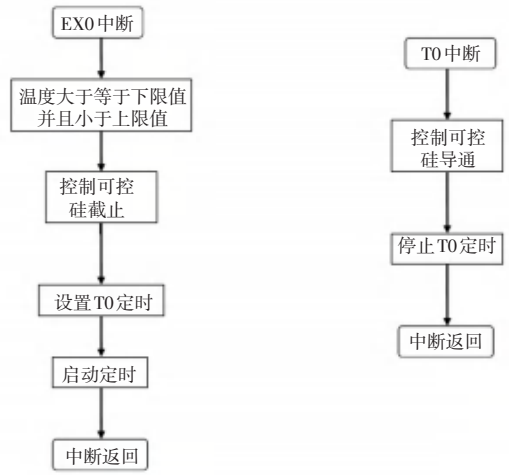 EX0中断
温度大于等于下限值
并且小于上限值
控制可控
硅截止
设置T0定时
启动定时
中断返回
T0中断
控制可控
硅导通
停止T0定时
中断返回